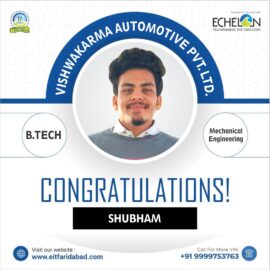 ECHELON
VISHWAKARMA AUTOMOTIVE PVT.LTD.
B.TECH
Mechanical
Engineering
CONGRATULATIONS!
SHUBHAM
Visit our website :
www.eitfaridabad.com
Call For More Info.
+91 9999753763